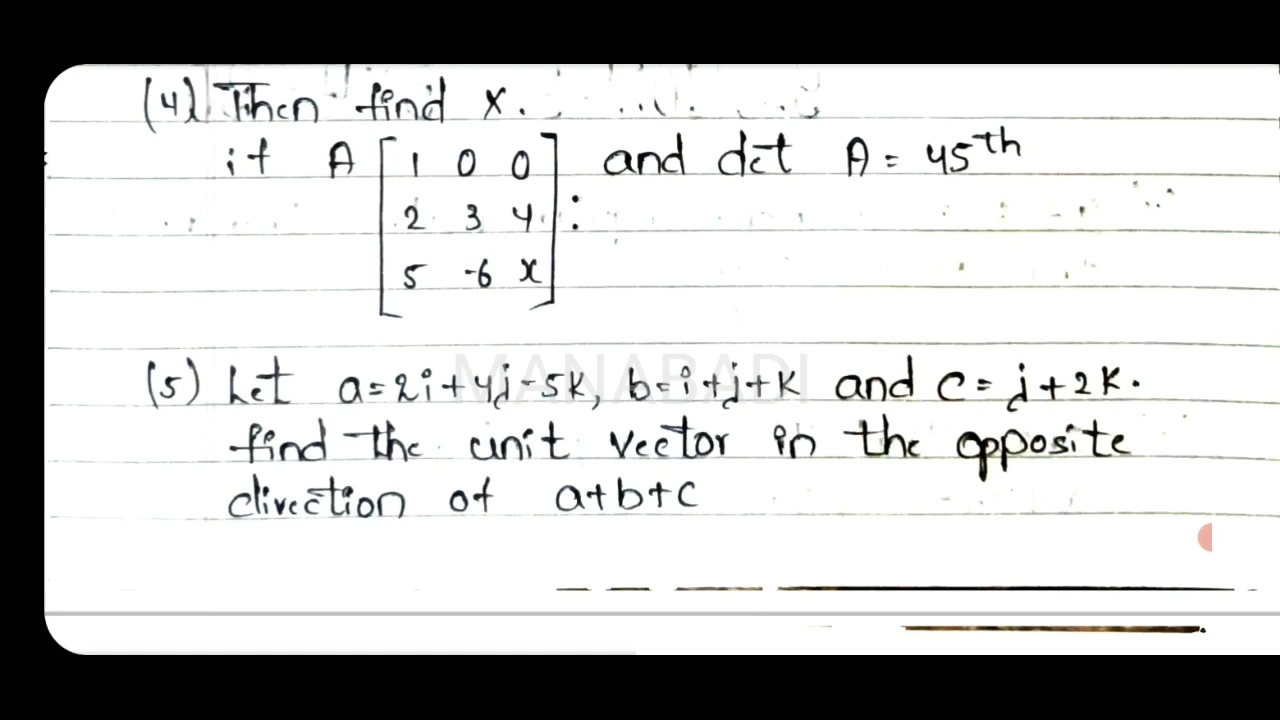 (4) Then find x.
if A [1 0 0] and det A = 45th
2 3 4 :
5 -6 x
MANABADI
(5) Let a=2i+4j-5k, b=i+j+k and c=j+2k.
find the unit vector in the opposite
direction of a+b+c